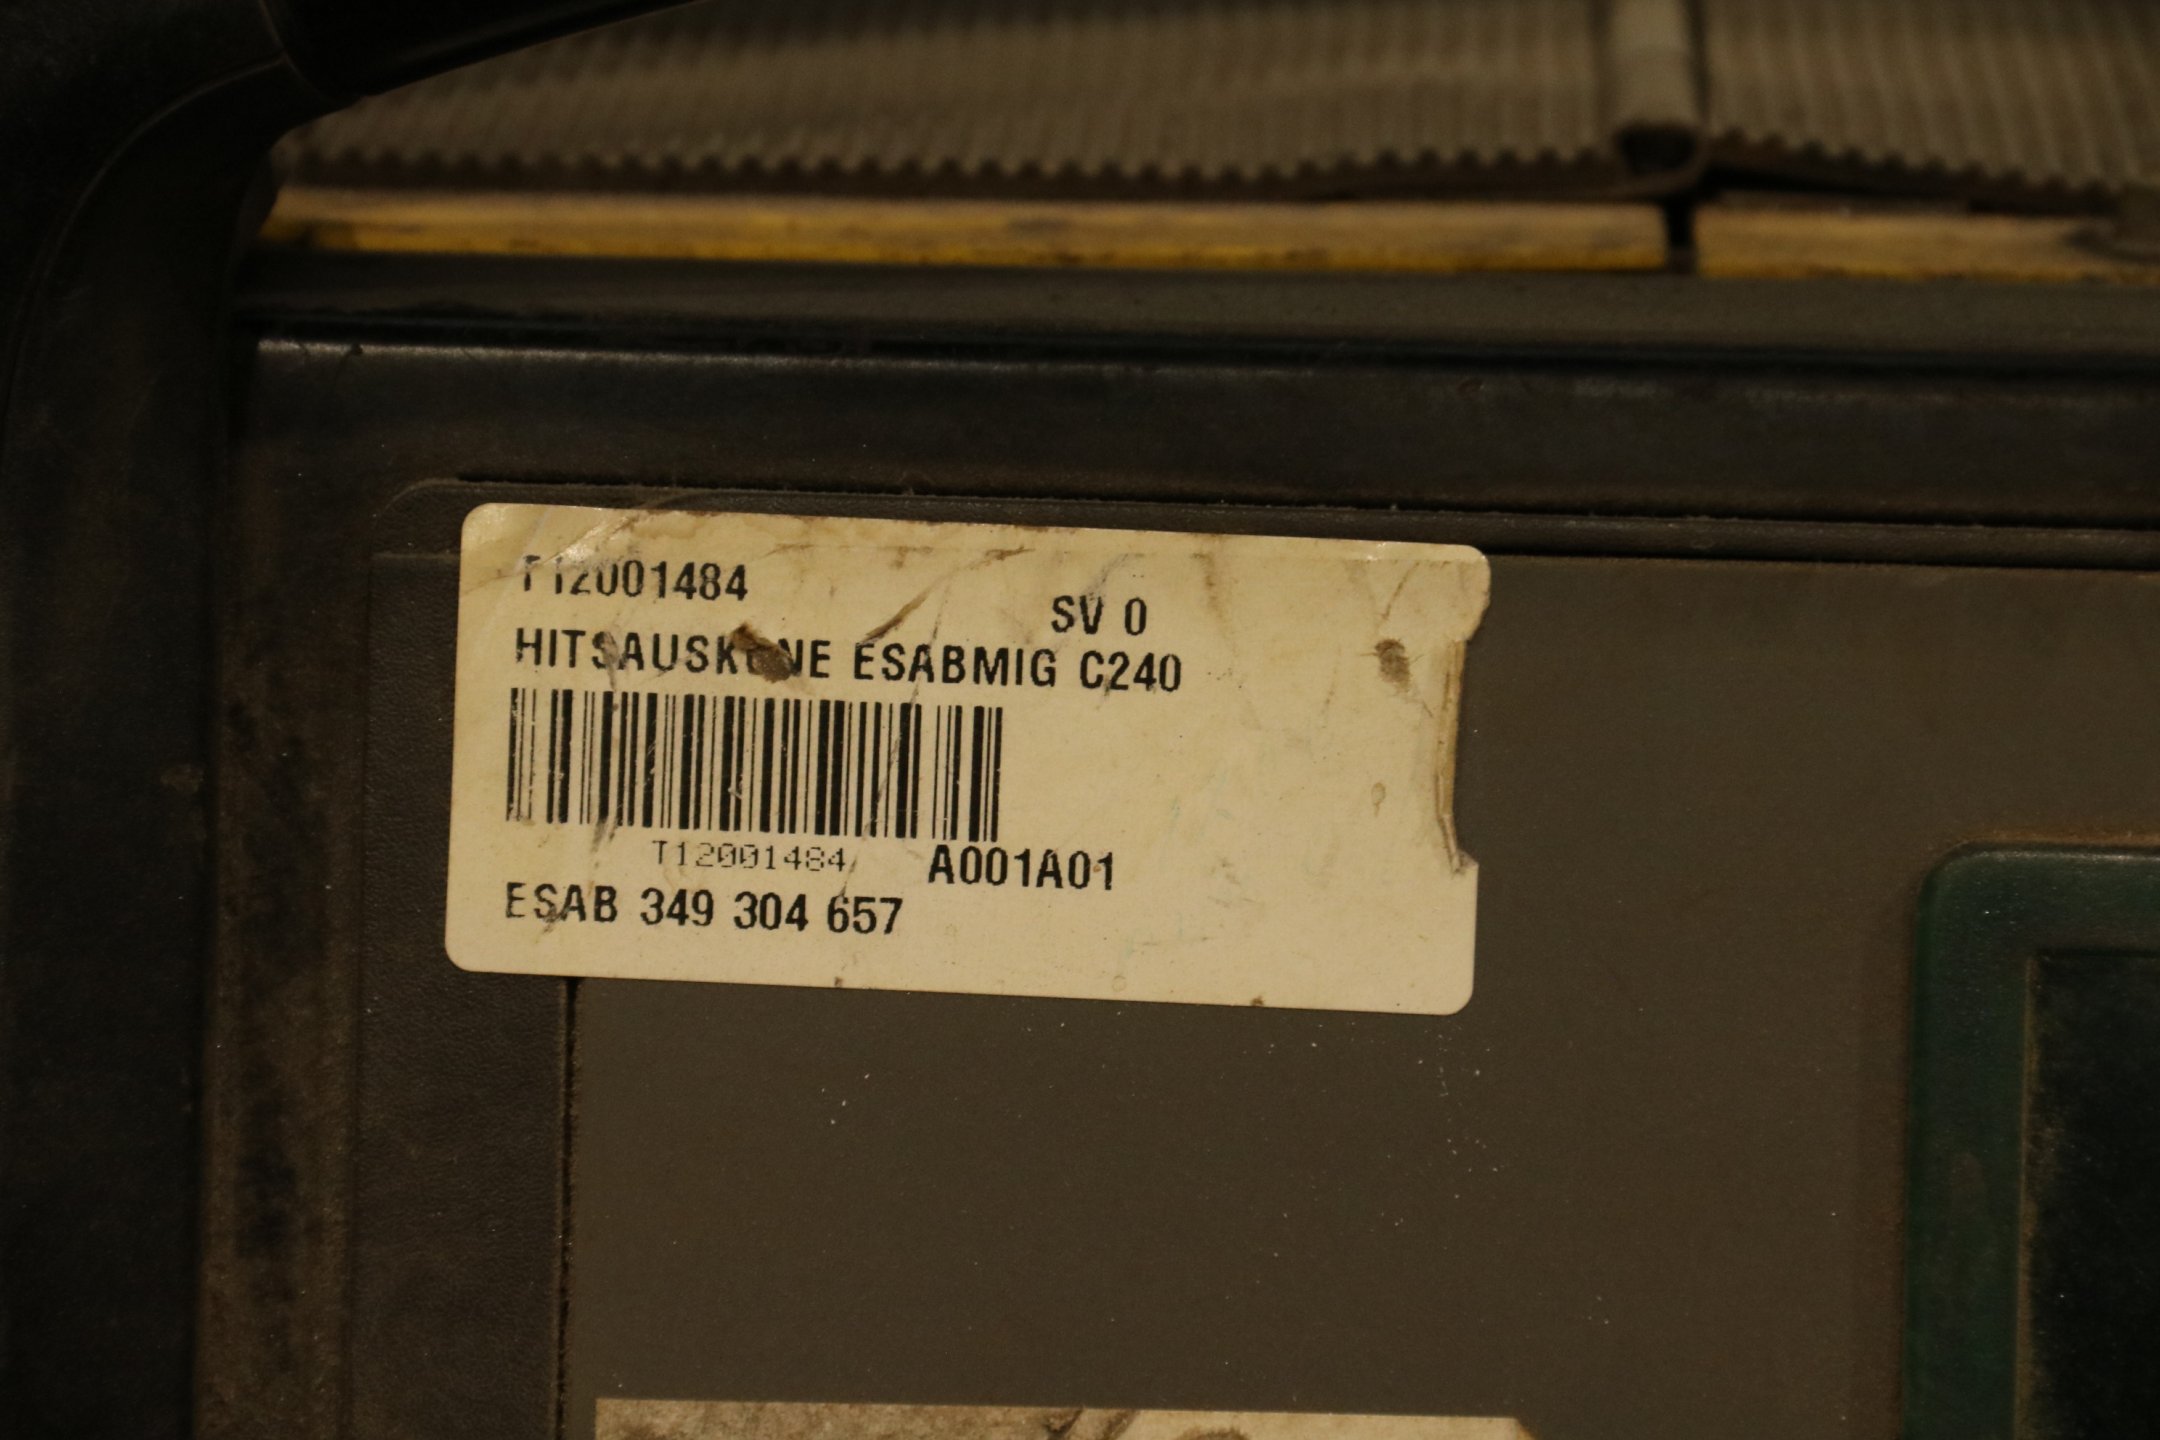 T12001484
SV 0
HITSAUSKONE ESABMIG C240
T12001484
A001A01
ESAB 349 304 657